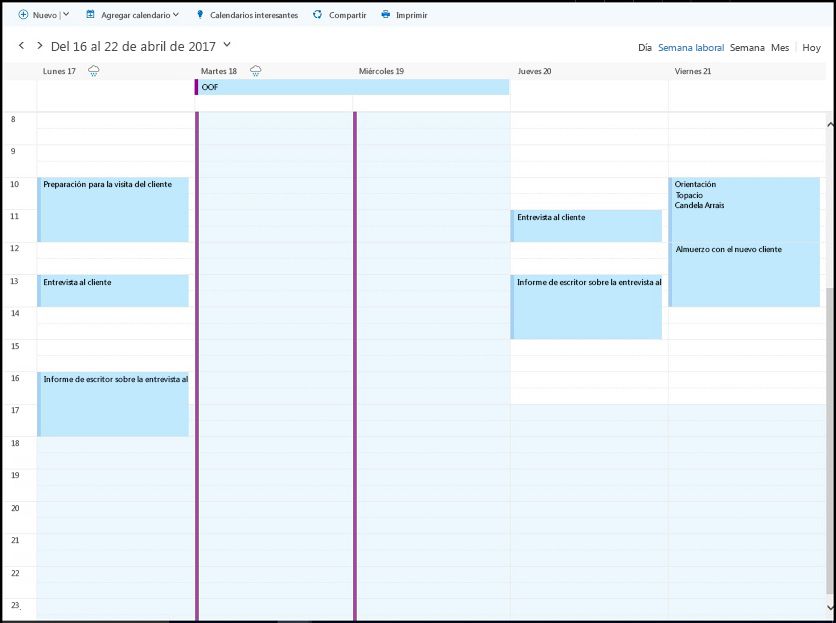 Nuevo | Agregar calendario Calendarios interesantes Compartir Imprimir
Del 16 al 22 de abril de 2017
Día Semana laboral Semana Mes Hoy
Lunes 17 Martes 18 Miércoles 19 Jueves 20 Viernes 21
OOF
8
9
10 Preparación para la visita del cliente Orientación
Topacio
Candela Arrais
11 Entrevista al cliente
12 Almuerzo con el nuevo cliente
13 Entrevista al cliente Informe de escritor sobre la entrevista al
14
15
16 Informe de escritor sobre la entrevista al
17
18
19
20
21
22
23